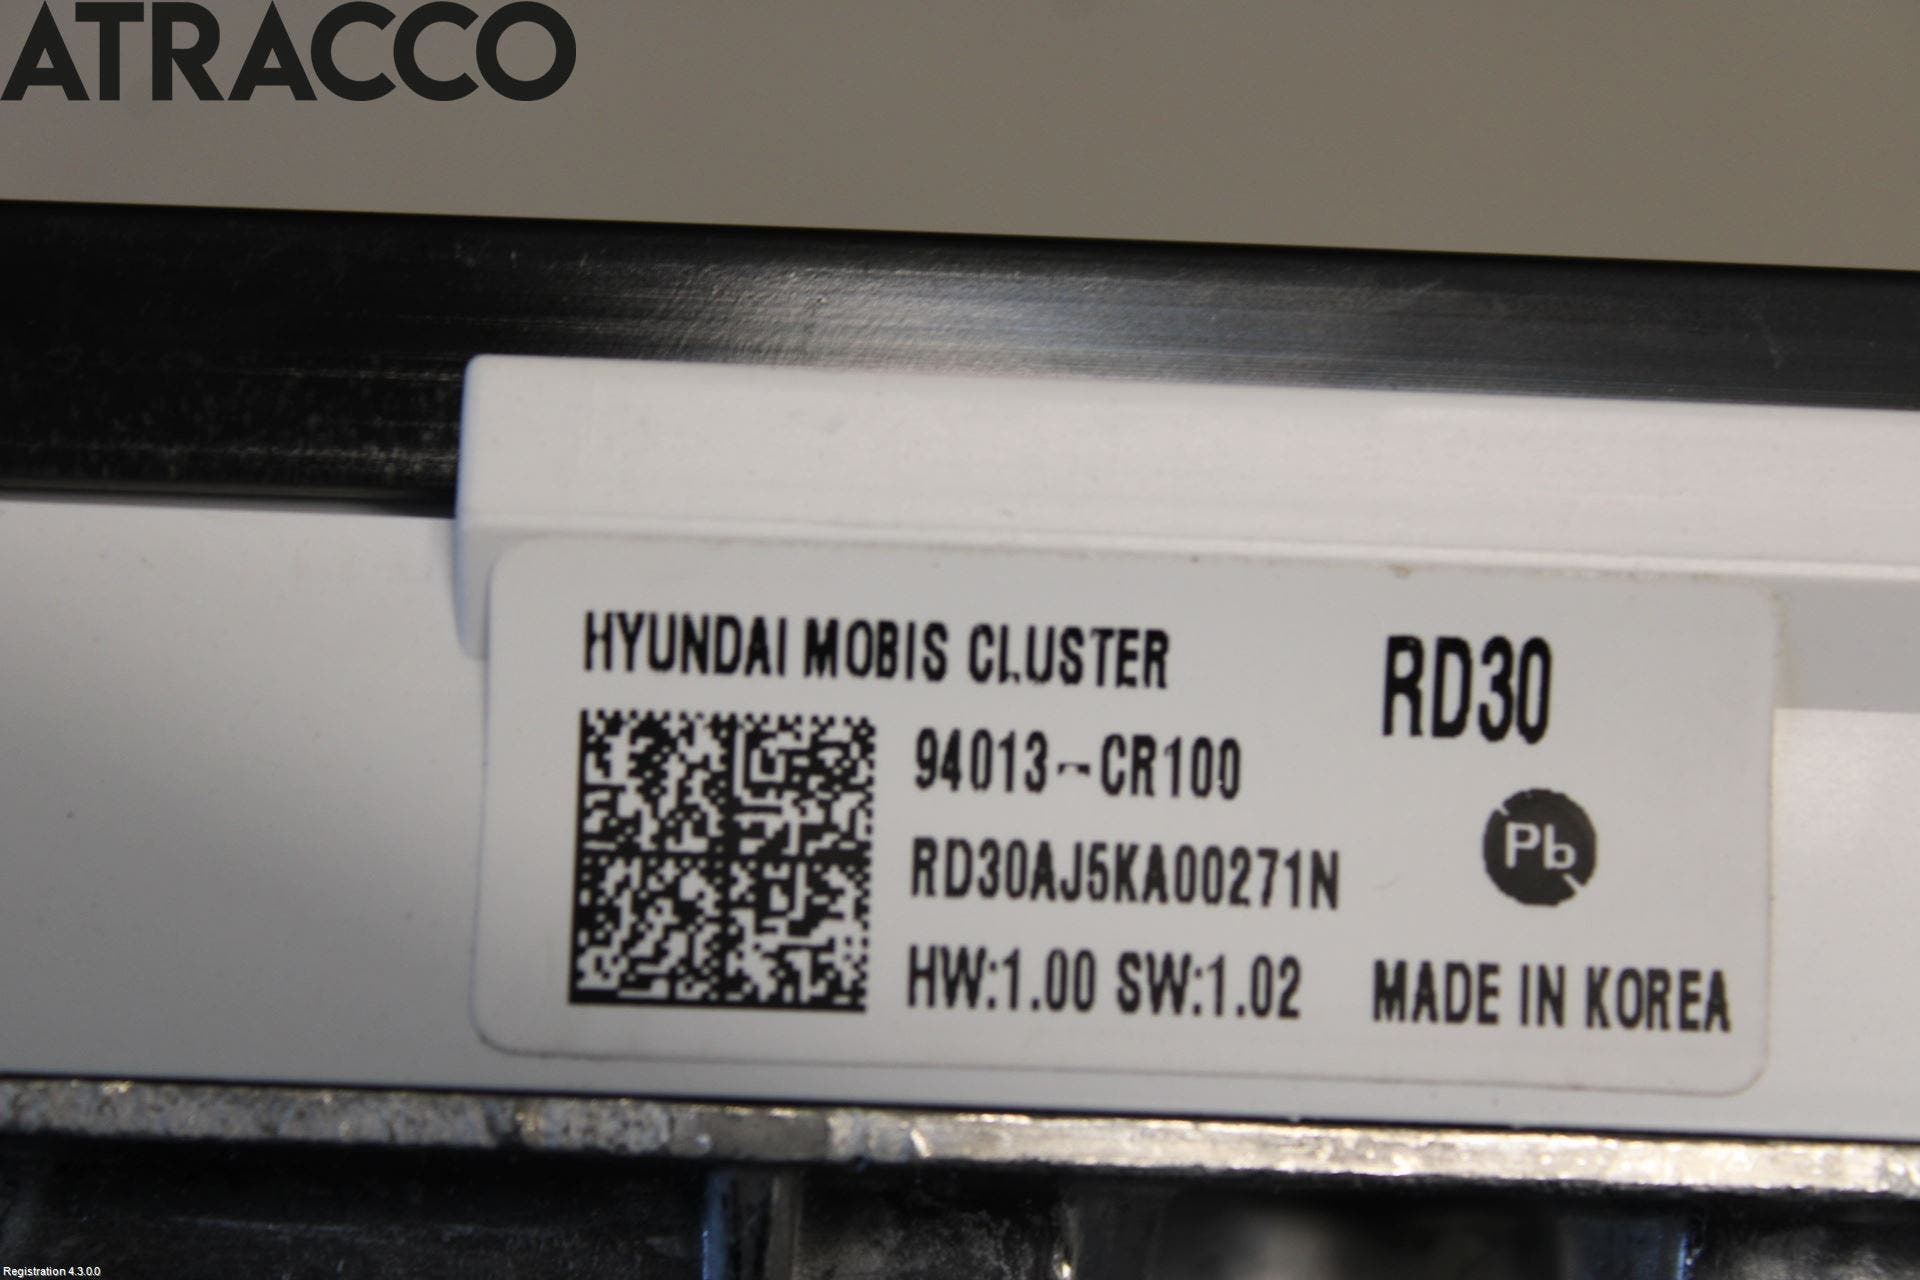 ATRACCO
HYUNDAI MOBIS CLUSTER
RD30
94013-CR100
RD30AJ5KA00271N
Pb
HW:1.00 SW:1.02
MADE IN KOREA
Registration 4.3.0.0